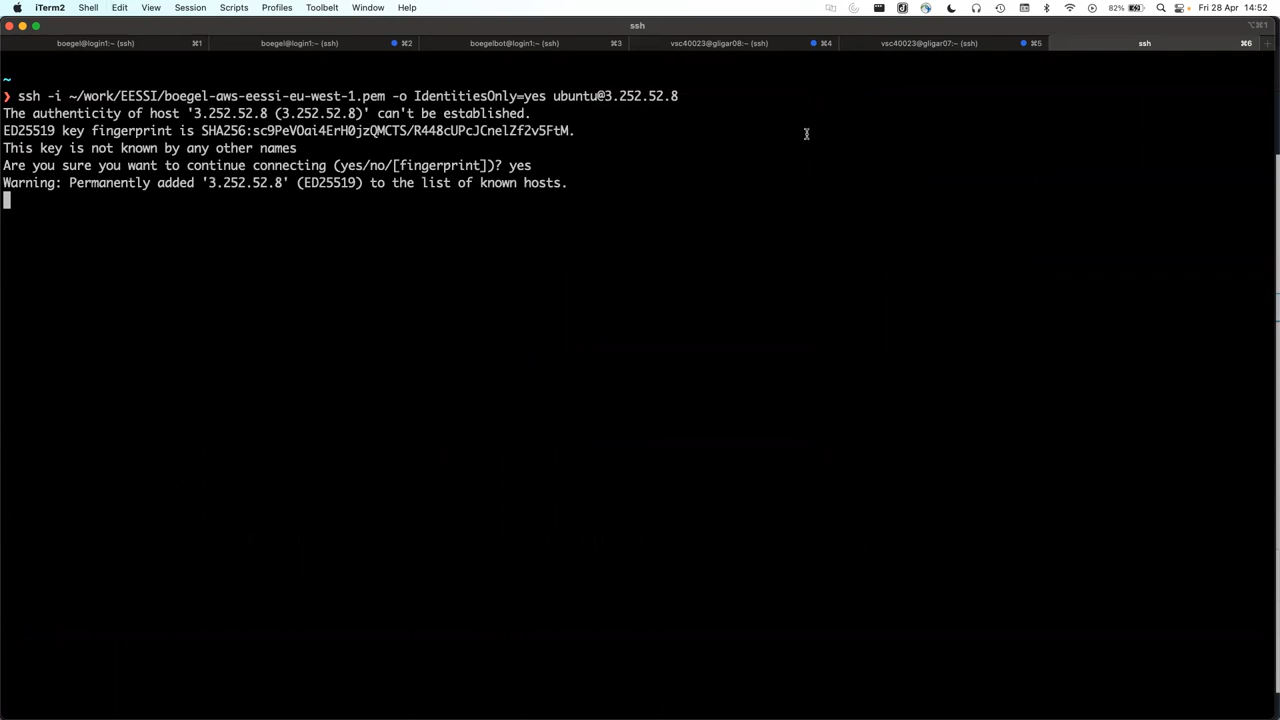 iTerm2 Shell Edit View Session Scripts Profiles Toolbelt Window Help 82% Fri 28 Apr 14:52
ssh ⌥⌘1
boegel@login1:~ (ssh) ⌘1 boegel@login1:~ (ssh) ⌘2 boegelbot@login1:~ (ssh) ⌘3 vsc40023@gligar08:~ (ssh) ⌘4 vsc40023@gligar07:~ (ssh) ⌘5 ssh ⌘6
~
❯ ssh -i ~/work/EESSI/boegel-aws-eessi-eu-west-1.pem -o IdentitiesOnly=yes ubuntu@3.252.52.8
The authenticity of host '3.252.52.8 (3.252.52.8)' can't be established.
ED25519 key fingerprint is SHA256:sc9PeVOai4ErH0jzQMCTS/R448cUPcJCnelZf2v5FtM.
This key is not known by any other names
Are you sure you want to continue connecting (yes/no/[fingerprint])? yes
Warning: Permanently added '3.252.52.8' (ED25519) to the list of known hosts.